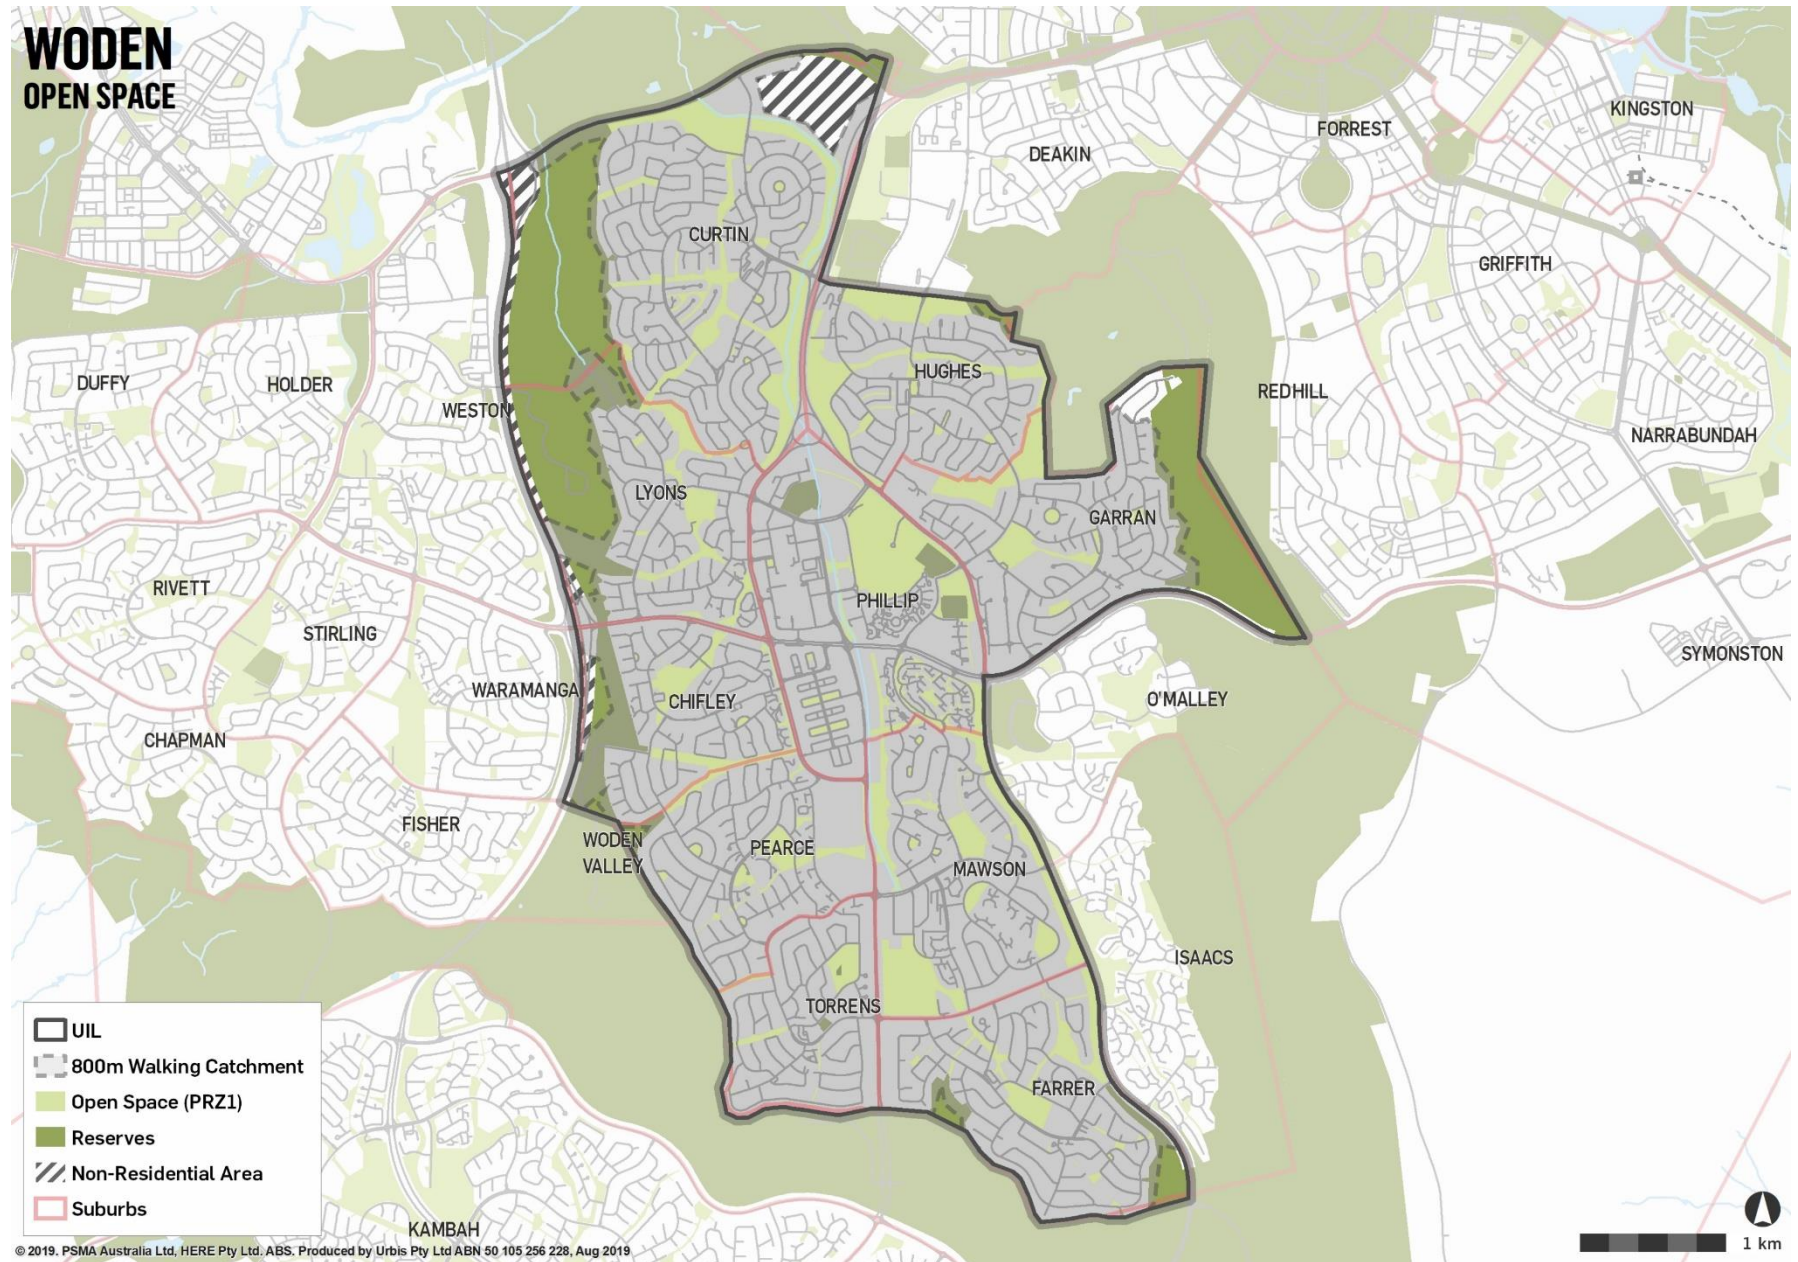 WODEN
OPEN SPACE
KINGSTON
FORREST
DEAKIN
CURTIN
GRIFFITH
DUFFY
HOLDER
WESTON
HUGHES
REDHILL
NARRABUNDAH
LYONS
GARRAN
RIVETT
PHILLIP
STIRLING
SYMONSTON
WARAMANGA
CHIFLEY
O'MALLEY
CHAPMAN
FISHER
WODEN
VALLEY
PEARCE
MAWSON
ISAACS
TORRENS
FARRER
KAMBAH
UIL
800m Walking Catchment
Open Space (PRZ1)
Reserves
Non-Residential Area
Suburbs
1 km
© 2019. PSMA Australia Ltd, HERE Pty Ltd. ABS. Produced by Urbis Pty Ltd ABN 50 105 256 228, Aug 2019